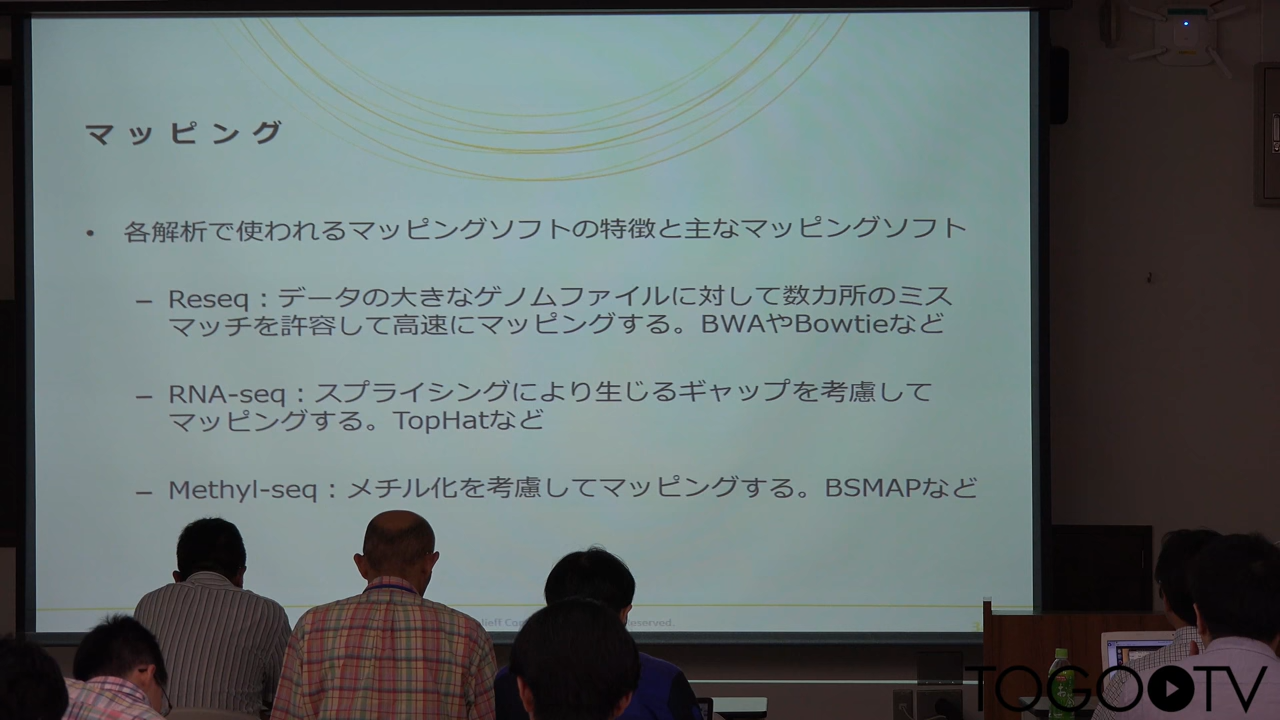 マッピング
• 各解析で使われるマッピングソフトの特徴と主なマッピングソフト
– Reseq：データの大きなゲノムファイルに対して数カ所のミス
マッチを許容して高速にマッピングする。BWAやBowtieなど
– RNA-seq：スプライシングにより生じるギャップを考慮して
マッピングする。TopHatなど
– Methyl-seq：メチル化を考慮してマッピングする。BSMAPなど
eserved.
TOGOTV